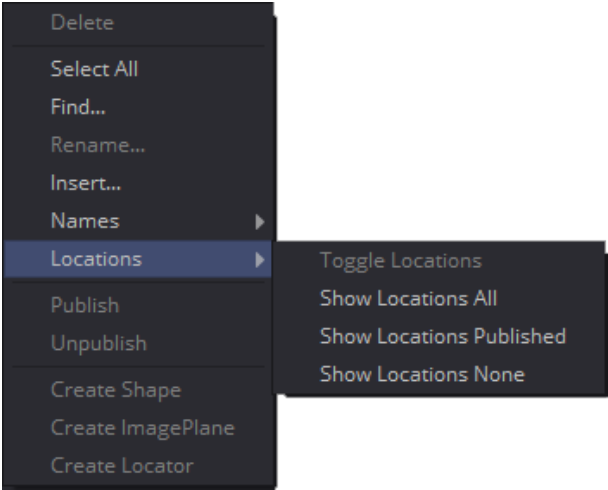 Delete
Select All
Find...
Rename...
Insert...
Names
Locations
Toggle Locations
Show Locations All
Show Locations Published
Show Locations None
Publish
Unpublish
Create Shape
Create ImagePlane
Create Locator